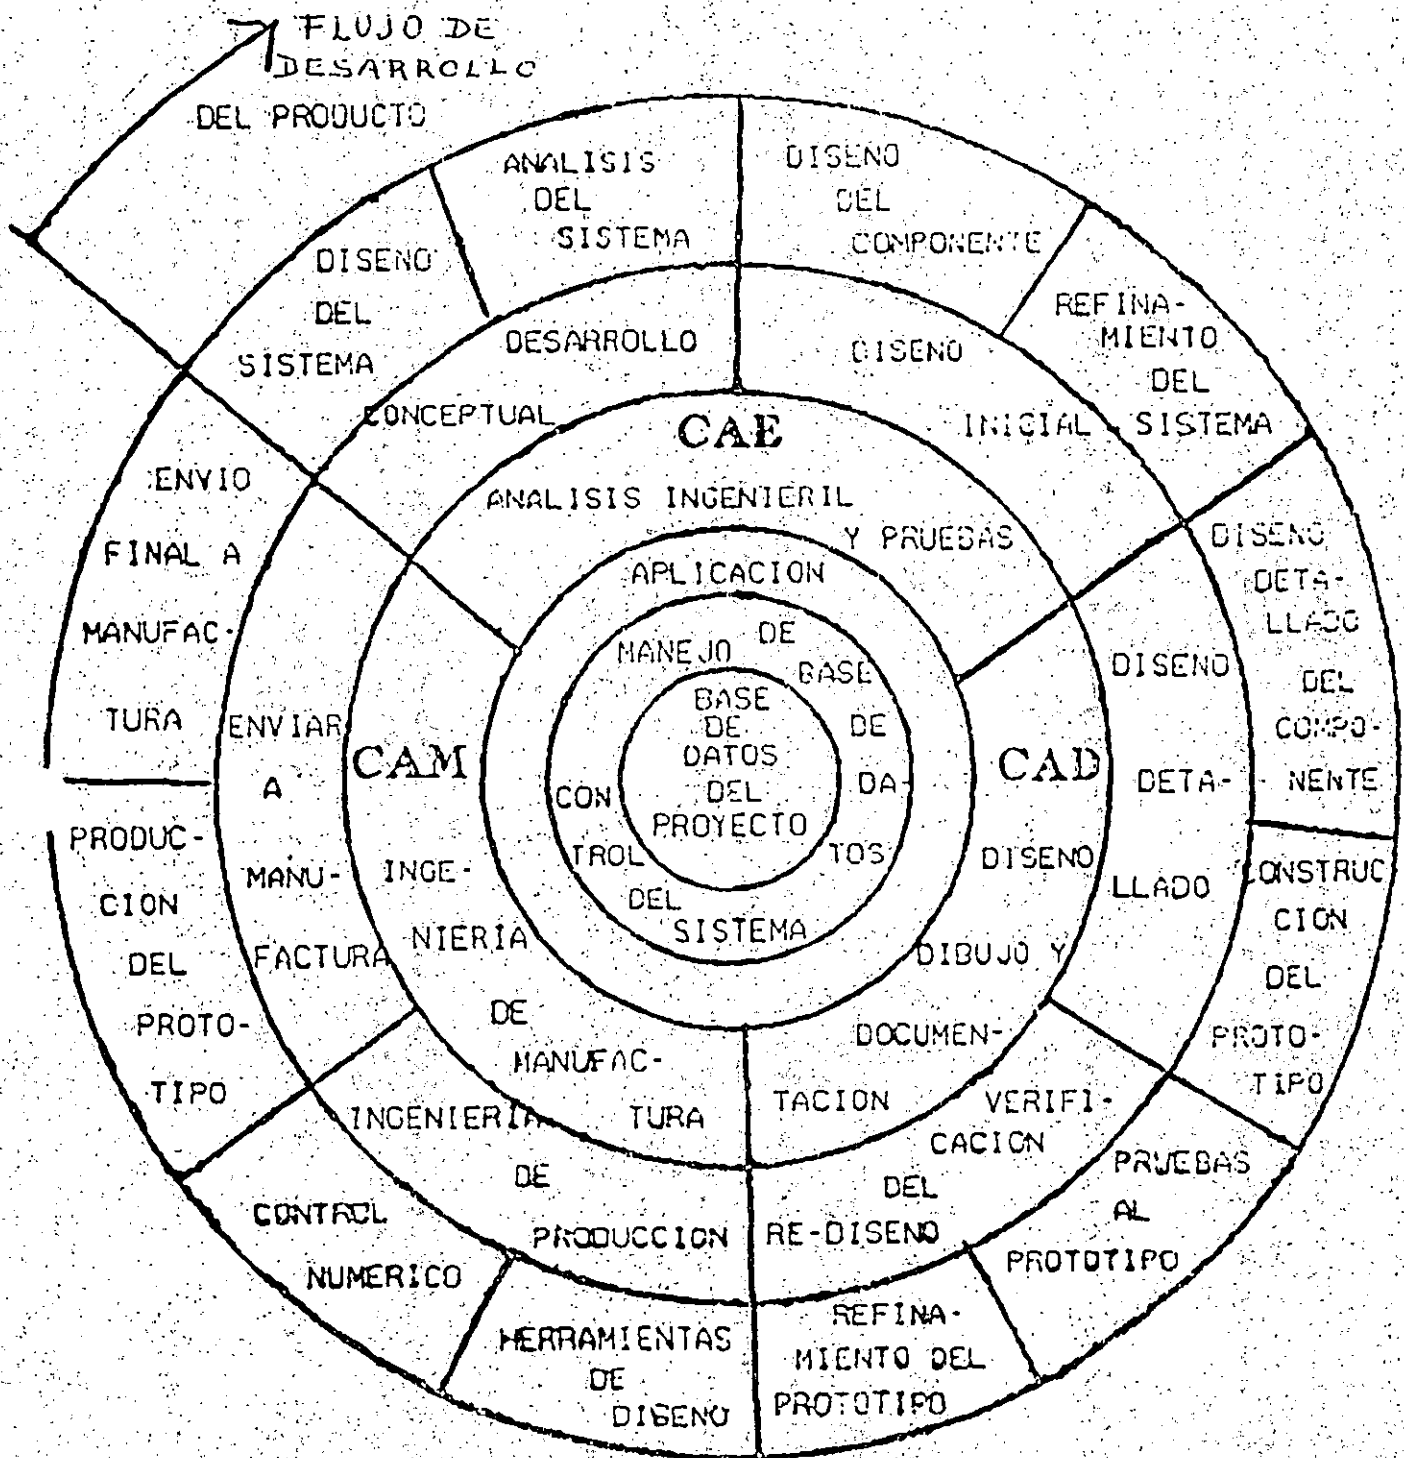 FLUJO DE
DESARROLLO
DEL PRODUCTO
DISENO
DEL
SISTEMA
ANALISIS
DEL
SISTEMA
DISENO
DEL
COMPONENTE
REFINA-
MIENTO
DEL
SISTEMA
DISENO
DETA-
LLADO
DEL
COMPO-
NENTE
CONSTRUC
CION
DEL
PROTO-
TIPO
PRUEBAS
AL
PROTOTIPO
REFINA-
MIENTO DEL
PROTOTIPO
HERRAMIENTAS
DE
DISENO
CONTROL
NUMERICO
PRODUC-
CION
DEL
PROTO-
TIPO
ENVIO
FINAL A
MANUFAC-
TURA
DESARROLLO
CONCEPTUAL
DISENO
INICIAL
DISENO
DETA-
LLADO
VERIFI-
CACION
DEL
RE-DISENO
INGENIERIA
DE
PRODUCCION
ENVIAR
A
MANU-
FACTURA
CAE
ANALISIS INGENIERIL
Y PRUEBAS
CAD
DISENO
DIBUJO Y
DOCUMEN-
TACION
CAM
INGE-
NIERIA
DE
MANUFAC-
TURA
APLICACION
MANEJO
DE
BASE
DE
DA-
TOS
CON
TROL
DEL
SISTEMA
BASE
DE
DATOS
DEL
PROYECTO